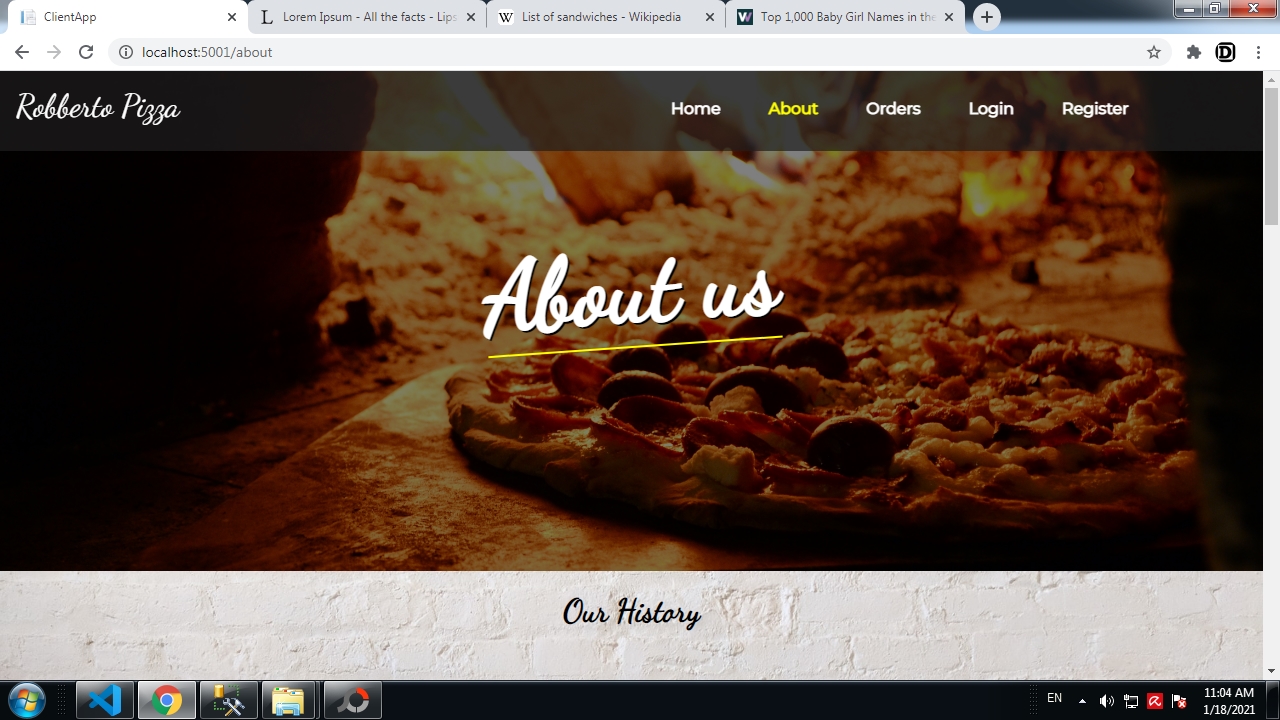 ClientApp
Lorem Ipsum - All the facts - Lip
List of sandwiches - Wikipedia
Top 1,000 Baby Girl Names in the
localhost:5001/about
Robberto Pizza
Home
About
Orders
Login
Register
About us
Our History
EN
11:04 AM
1/18/2021